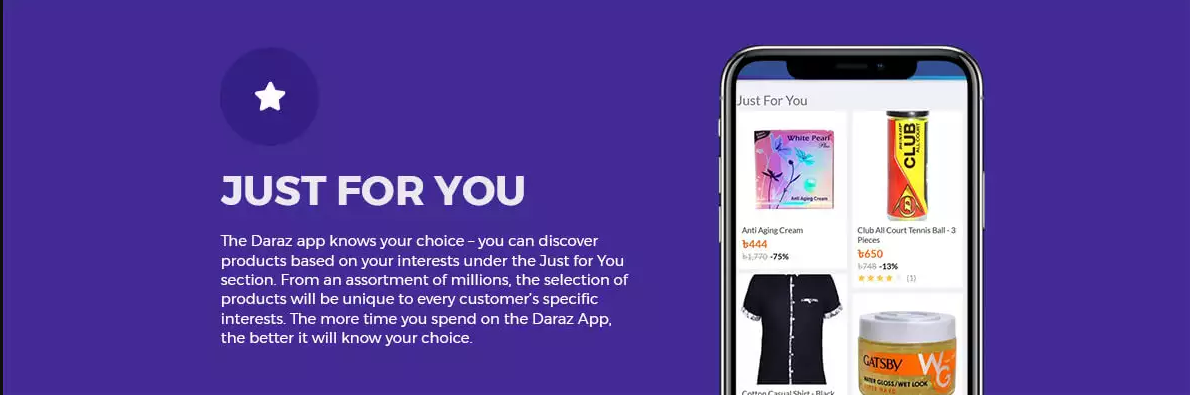 JUST FOR YOU
The Daraz app knows your choice – you can discover
products based on your interests under the Just for You
section. From an assortment of millions, the selection of
products will be unique to every customer's specific
interests. The more time you spend on the Daraz App,
the better it will know your choice.
Just For You
White Pearl
Plus
Anti Aging Cream
Anti Aging Cream
৳444
৳1,770 -75%
CLUB
ALL COURT
Club All Court Tennis Ball - 3
Pieces
৳650
৳748 -13%
(1)
Cotton Casual Shirt - Black
GATSBY
WG
WATER GLOSS/WET LOOK